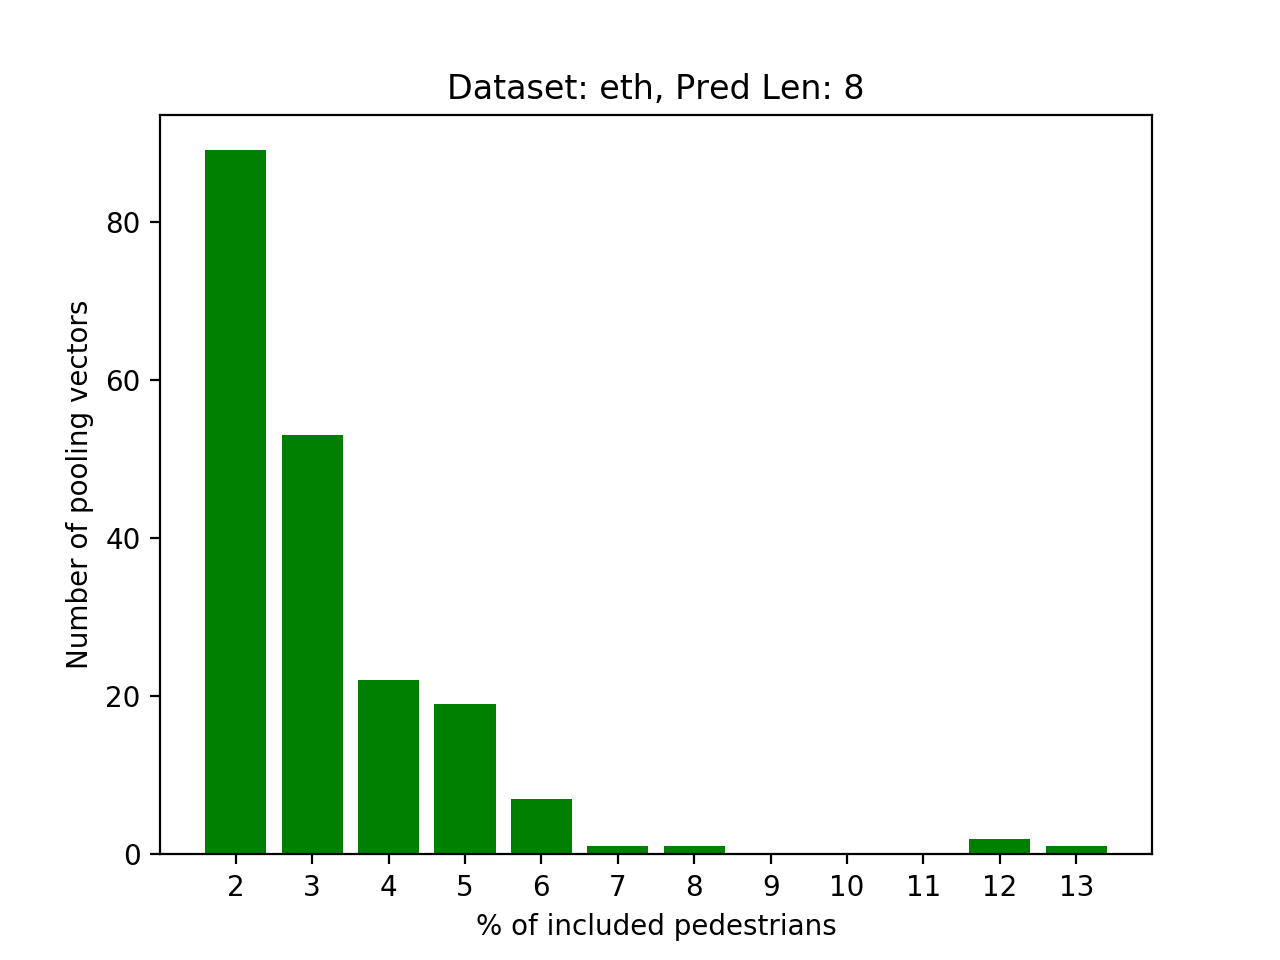 Dataset: eth, Pred Len: 8
Number of pooling vectors
80
60
40
20
0
2 3 4 5 6 7 8 9 10 11 12 13
% of included pedestrians